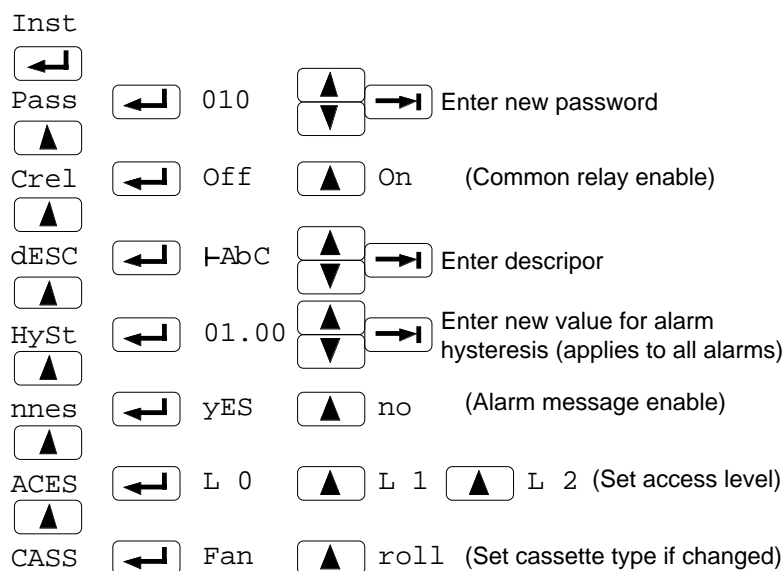 Inst
Pass 010 Enter new password
Crel Off On (Common relay enable)
dESC ⊢AbC Enter descripor
HySt 01.00 Enter new value for alarm
hysteresis (applies to all alarms)
nnes yES no (Alarm message enable)
ACES L 0 L 1 L 2 (Set access level)
CASS Fan roll (Set cassette type if changed)